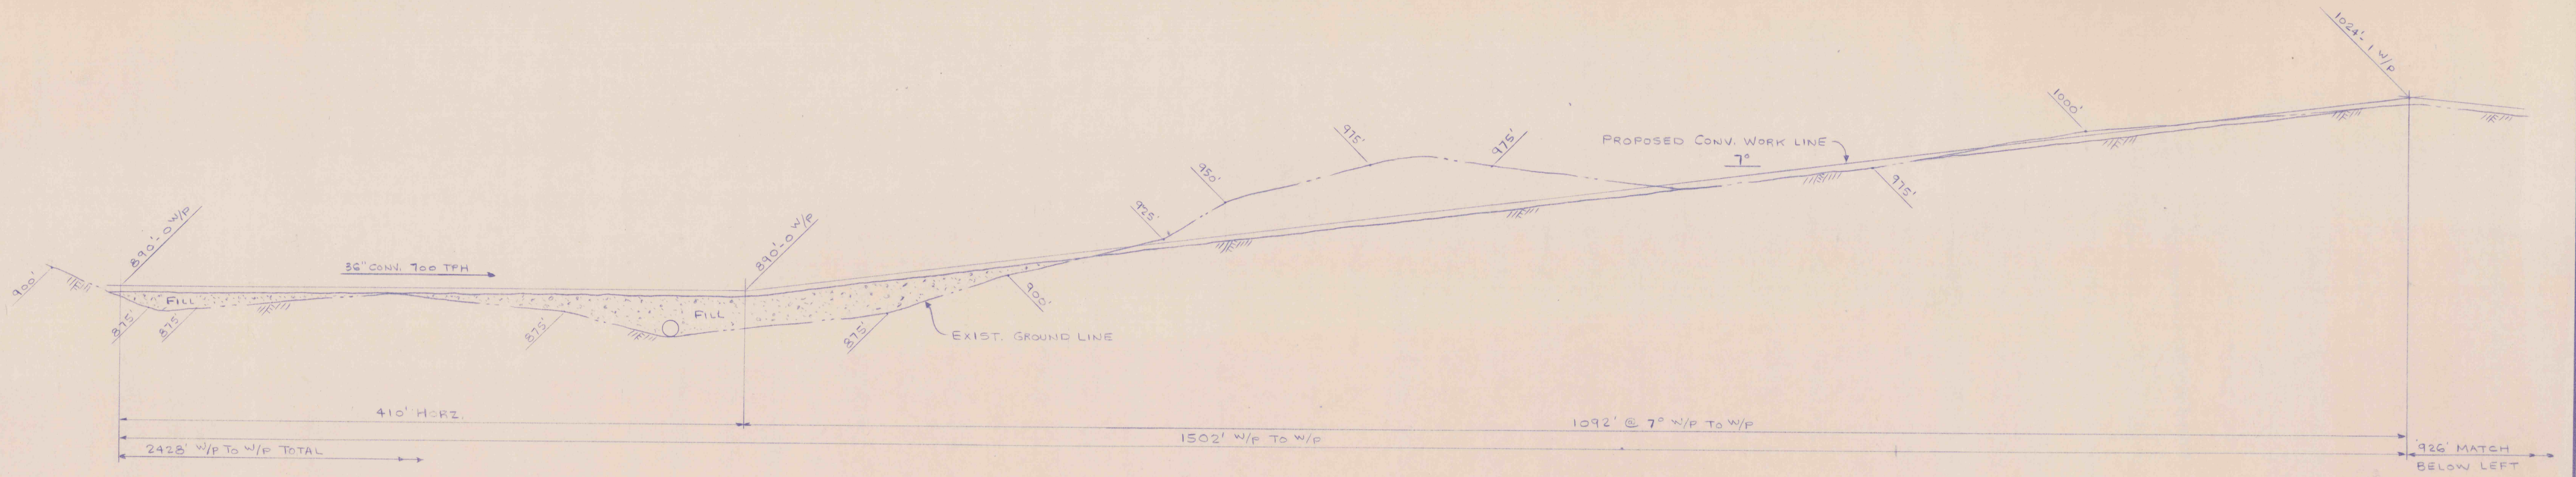 1024'-1 W/P
1000'
975'
975'
PROPOSED CONV. WORK LINE
7°
950'
975'
925'
890'-0 W/P
890'-0 W/P
900'
36" CONV. 700 TPH
FILL
FILL
900'
875'
875'
875'
875'
EXIST. GROUND LINE
410' HORZ.
1092' @ 7° W/P TO W/P
1502' W/P TO W/P
2428' W/P TO W/P TOTAL
926' MATCH
BELOW LEFT